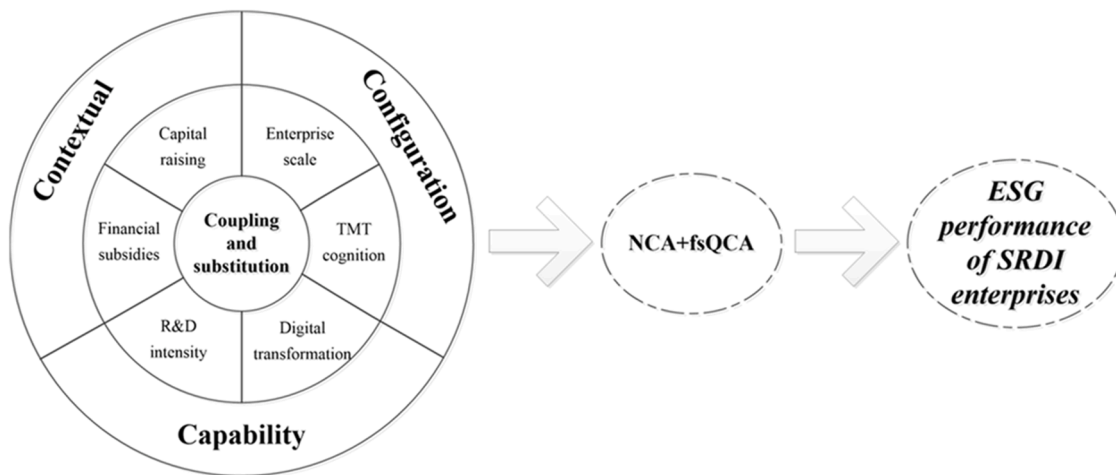 Contextual
Configuration
Capability
Capital
raising
Enterprise
scale
Financial
subsidies
TMT
cognition
R&D
intensity
Digital
transformation
Coupling
and
substitution
NCA+fsQCA
ESG
performance
of SRDI
enterprises